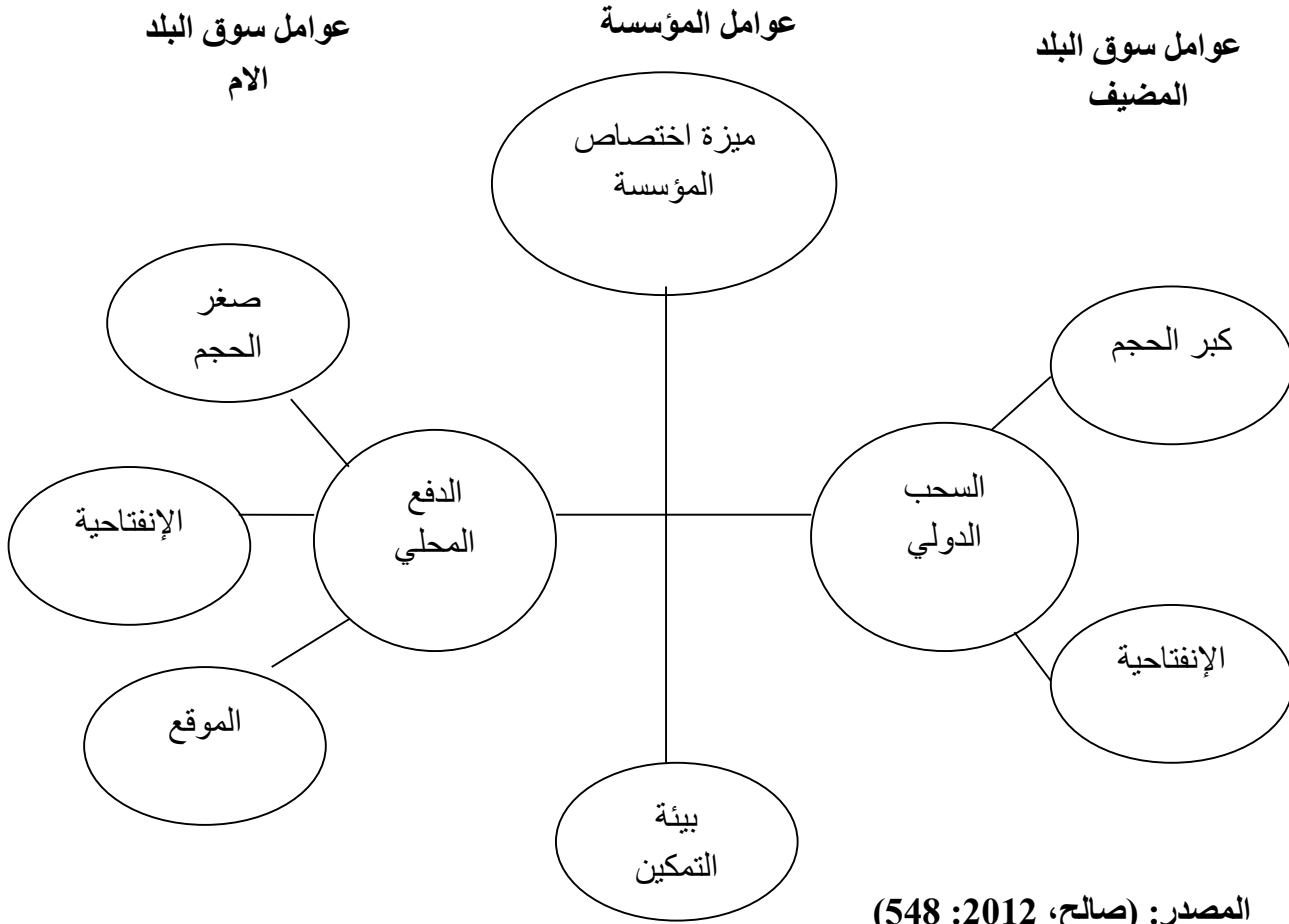 عوامل سوق البلد
المضيف
عوامل المؤسسة
عوامل سوق البلد
الام
ميزة اختصاص
المؤسسة
كبر الحجم
صغر
الحجم
السحب
الدولي
الدفع
المحلي
الإنفتاحية
الإنفتاحية
الموقع
بيئة
التمكين
المصدر: (صالح، 2012: 548)